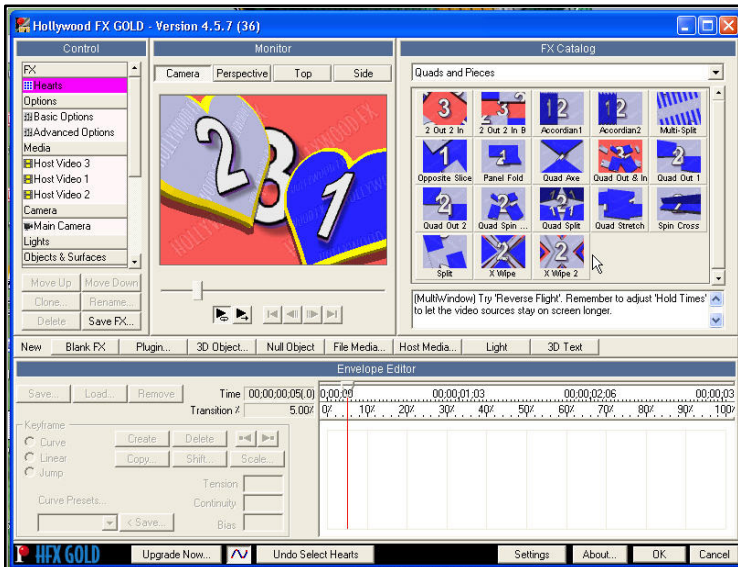 Hollywood FX GOLD - Version 4.5.7 (36)
Control
FX
Hearts
Options
Basic Options
Advanced Options
Media
Host Video 3
Host Video 1
Host Video 2
Camera
Main Camera
Lights
Objects & Surfaces
Move Up Move Down
Clone... Rename...
Delete Save FX...
Monitor
Camera Perspective Top Side
HOLLYWOOD FX
2 3 1
FX Catalog
Quads and Pieces
2 Out 2 In 2 Out 2 In B Accordian1 Accordian2 Multi-Split
Opposite Slice Panel Fold Quad Axe Quad Out & In Quad Out 1
Quad Out 2 Quad Spin ... Quad Split Quad Stretch Spin Cross
Split X Wipe X Wipe 2
(MultiWindow) Try 'Reverse Flight'. Remember to adjust 'Hold Times'
to let the video sources stay on screen longer.
New Blank FX Plugin... 3D Object... Null Object File Media... Host Media... Light 3D Text
Envelope Editor
Save... Load... Remove Time 00;00;00;05(.0) 0;00;00 00;00;01;03 00;00;02;06 00;00;03
Transition % 5.00% 0% 10% 20% 30% 40% 50% 60% 70% 80% 90% 100%
Keyframe
Curve Create Delete
Linear Copy... Shift... Scale...
Jump
Tension
Curve Presets... Continuity
< Save... Bias
HFX GOLD Upgrade Now... Undo Select Hearts Settings About... OK Cancel